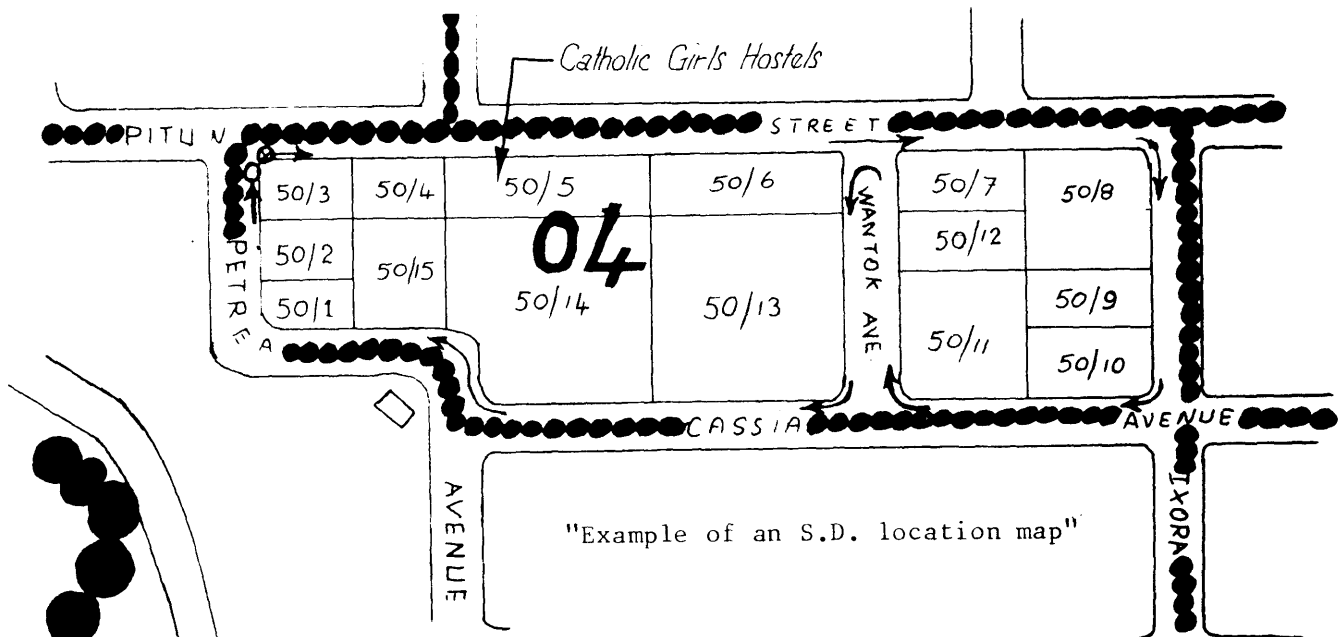 Catholic Girls Hostels
PITUN STREET
50/3 50/4 50/5 50/6 50/7 50/8
04
50/2 50/15 50/12
50/1 50/14 50/13 50/9
50/11 50/10
WANTOK AVE
PETREA
AVENUE
CASSIA AVENUE
IXORA
"Example of an S.D. location map"